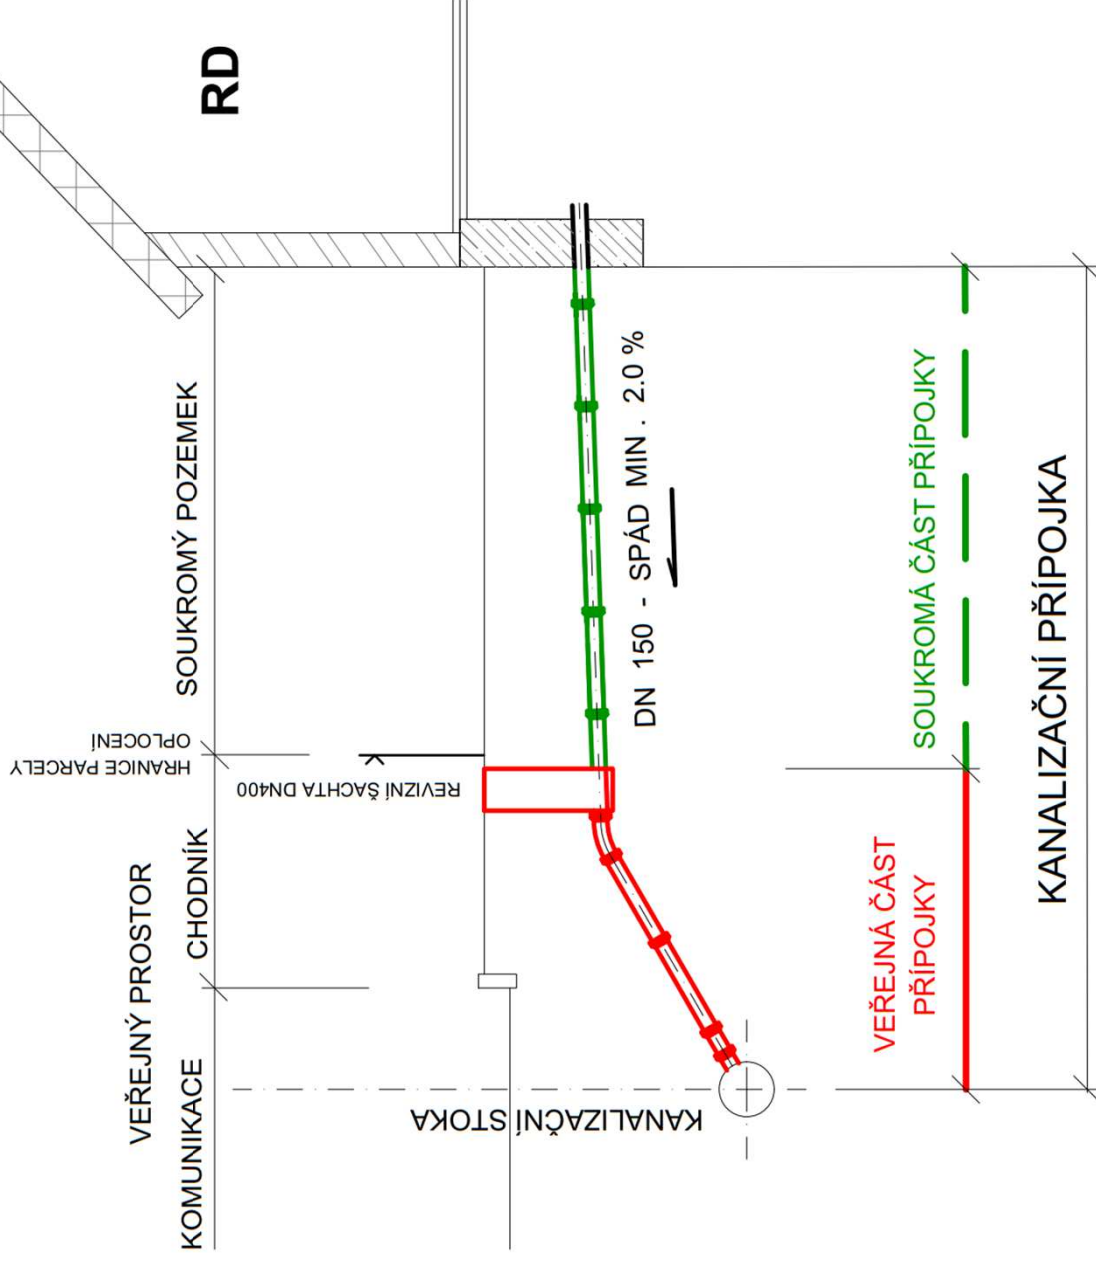 RD
VEŘEJNÝ PROSTOR
KOMUNIKACE
CHODNÍK
HRANICE PARCELY
OPLOCENÍ
SOUKROMÝ POZEMEK
REVIZNÍ ŠACHTA DN400
DN 150 - SPÁD MIN . 2.0 %
KANALIZAČNÍ STOKA
VEŘEJNÁ ČÁST
PŘÍPOJKY
SOUKROMÁ ČÁST PŘÍPOJKY
KANALIZAČNÍ PŘÍPOJKA